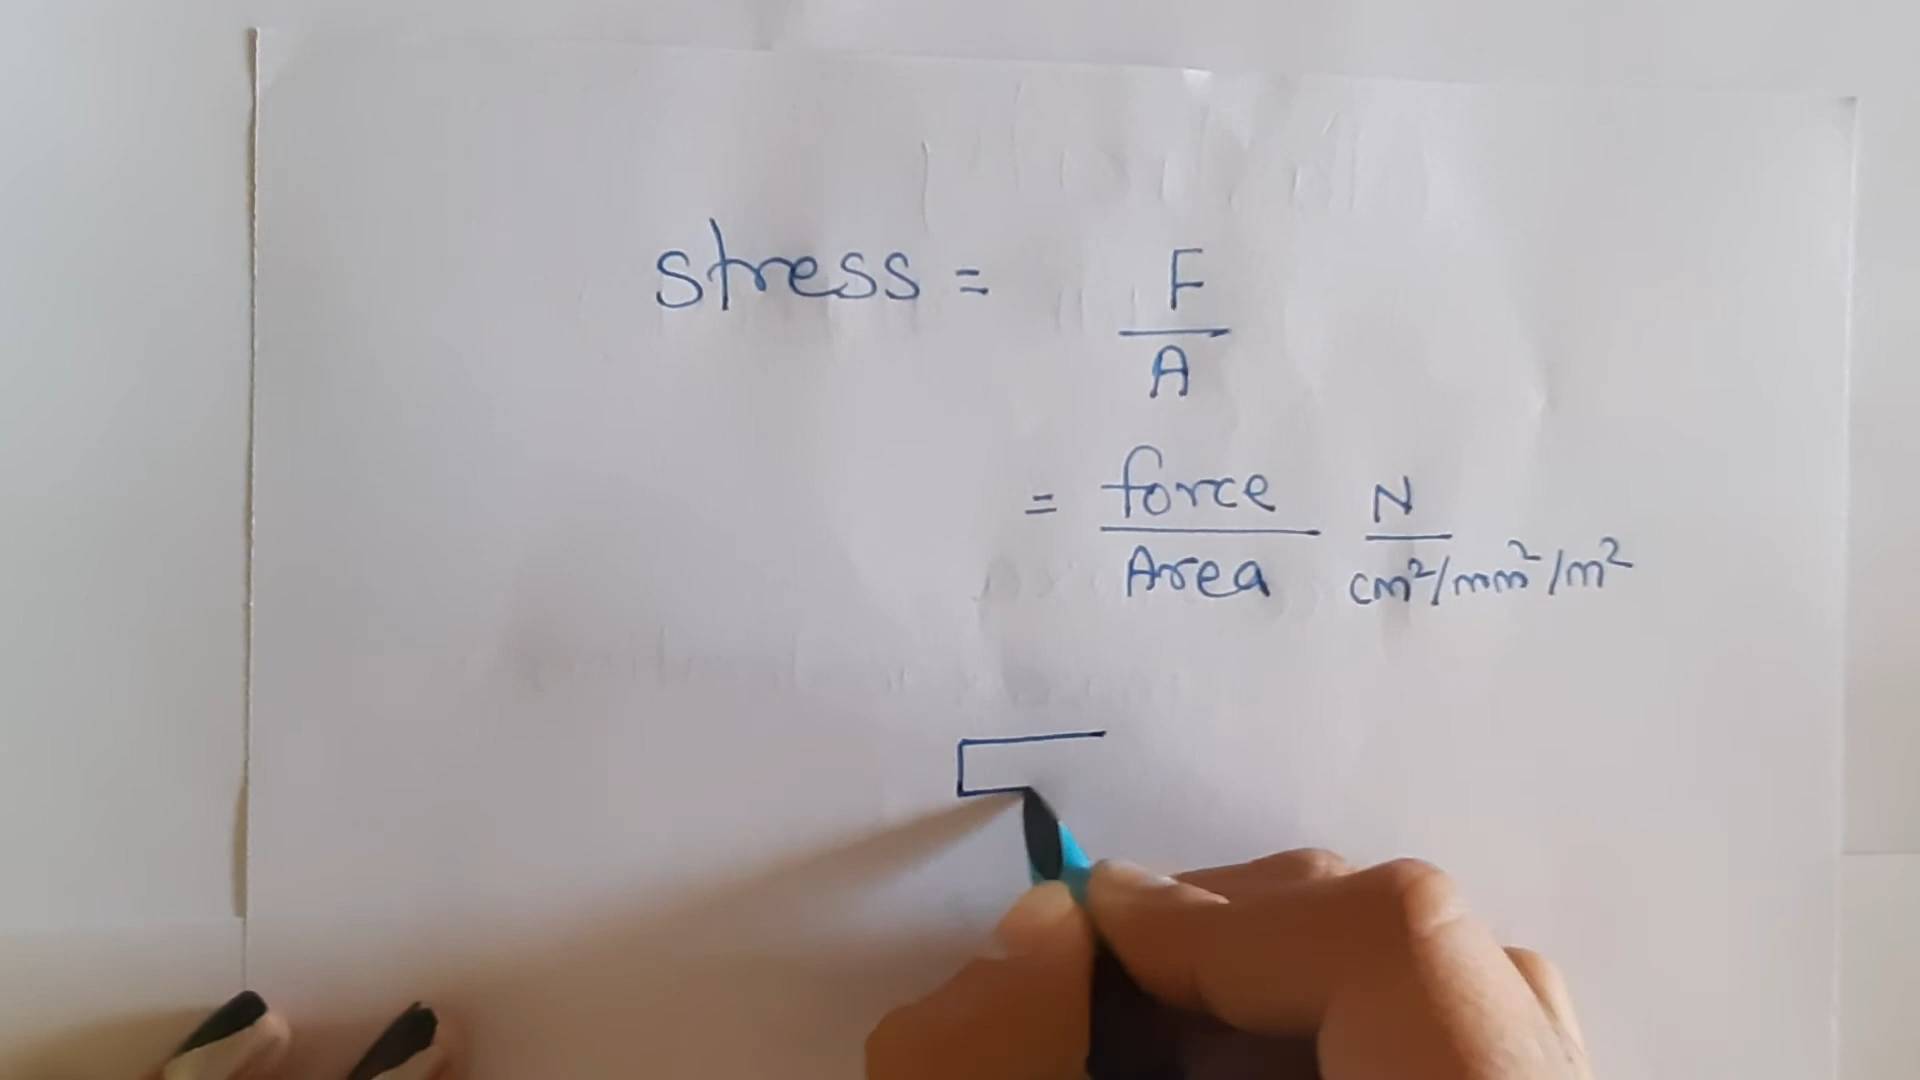 stress = F
A
= force N
Area cm²/mm²/m²